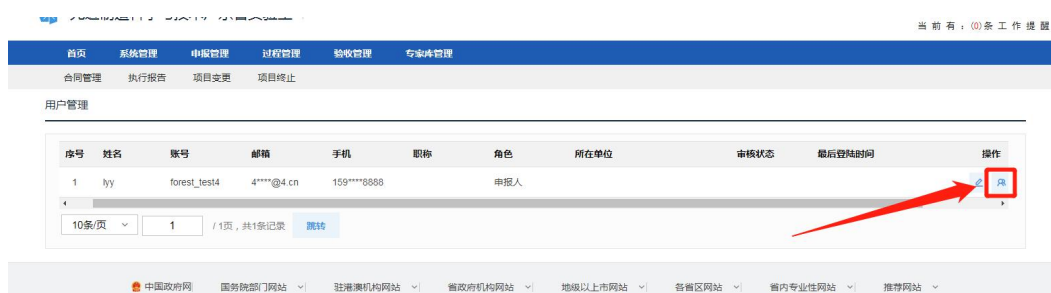 当 前 有 : (0)条 工 作 提 醒
首页 系统管理 申报管理 过程管理 验收管理 专家库管理
合同管理 执行报告 项目变更 项目终止
用户管理
序号 姓名 账号 邮箱 手机 职称 角色 所在单位 审核状态 最后登陆时间 操作
1 lyy forest_test4 4****@4.cn 159****8888 申报人
10条/页 1 / 1页，共1条记录 跳转
中国政府网 国务院部门网站 驻港澳机构网站 省政府机构网站 地级以上市网站 各省区网站 省内专业性网站 推荐网站